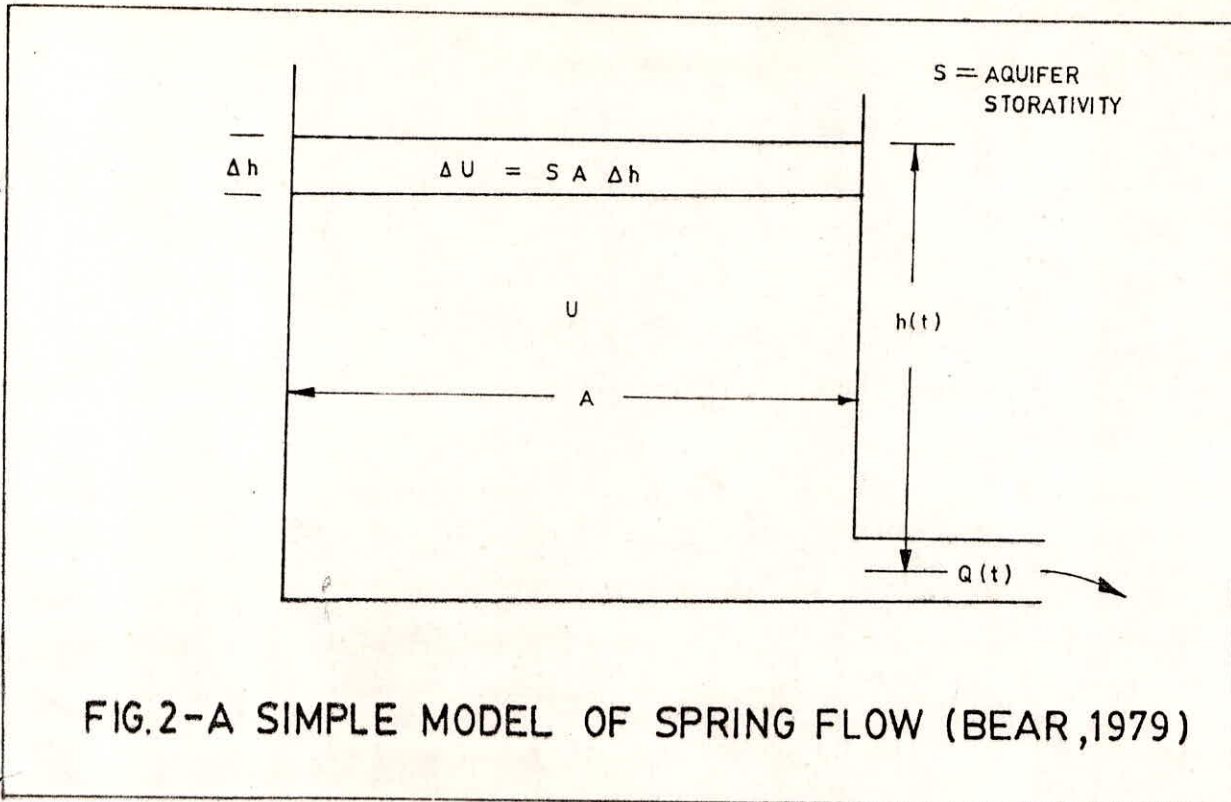 S = AQUIFER
STORATIVITY
Δh
ΔU = S A Δh
U
h(t)
A
Q(t)
FIG.2-A SIMPLE MODEL OF SPRING FLOW (BEAR,1979)